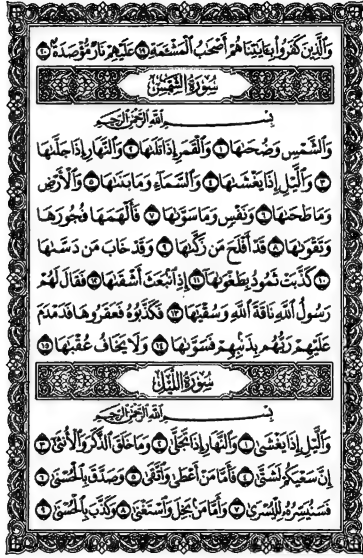 وَالَّذِينَ كَفَرُوا بِآيَاتِنَا هُمْ أَصْحَابُ الْمَشْأَمَةِ ١٩ عَلَيْهِمْ نَارٌ مُّؤْصَدَةٌ ٢٠
سُورَةُ الشَّمْسِ
بِسْمِ اللَّهِ الرَّحْمَٰنِ الرَّحِيمِ
وَالشَّمْسِ وَضُحَاهَا ١ وَالْقَمَرِ إِذَا تَلَاهَا ٢ وَالنَّهَارِ إِذَا جَلَّاهَا
٣ وَاللَّيْلِ إِذَا يَغْشَاهَا ٤ وَالسَّمَاءِ وَمَا بَنَاهَا ٥ وَالْأَرْضِ
وَمَا طَحَاهَا ٦ وَنَفْسٍ وَمَا سَوَّاهَا ٧ فَأَلْهَمَهَا فُجُورَهَا
وَتَقْوَاهَا ٨ قَدْ أَفْلَحَ مَن زَكَّاهَا ٩ وَقَدْ خَابَ مَن دَسَّاهَا
١٠ كَذَّبَتْ ثَمُودُ بِطَغْوَاهَا ١١ إِذِ انبَعَثَ أَشْقَاهَا ١٢ فَقَالَ لَهُمْ
رَسُولُ اللَّهِ نَاقَةَ اللَّهِ وَسُقْيَاهَا ١٣ فَكَذَّبُوهُ فَعَقَرُوهَا فَدَمْدَمَ
عَلَيْهِمْ رَبُّهُم بِذَنبِهِمْ فَسَوَّاهَا ١٤ وَلَا يَخَافُ عُقْبَاهَا ١٥
سُورَةُ اللَّيْلِ
بِسْمِ اللَّهِ الرَّحْمَٰنِ الرَّحِيمِ
وَاللَّيْلِ إِذَا يَغْشَىٰ ١ وَالنَّهَارِ إِذَا تَجَلَّىٰ ٢ وَمَا خَلَقَ الذَّكَرَ وَالْأُنثَىٰ ٣
إِنَّ سَعْيَكُمْ لَشَتَّىٰ ٤ فَأَمَّا مَنْ أَعْطَىٰ وَاتَّقَىٰ ٥ وَصَدَّقَ بِالْحُسْنَىٰ ٦
فَسَنُيَسِّرُهُ لِلْيُسْرَىٰ ٧ وَأَمَّا مَن بَخِلَ وَاسْتَغْنَىٰ ٨ وَكَذَّبَ بِالْحُسْنَىٰ ٩